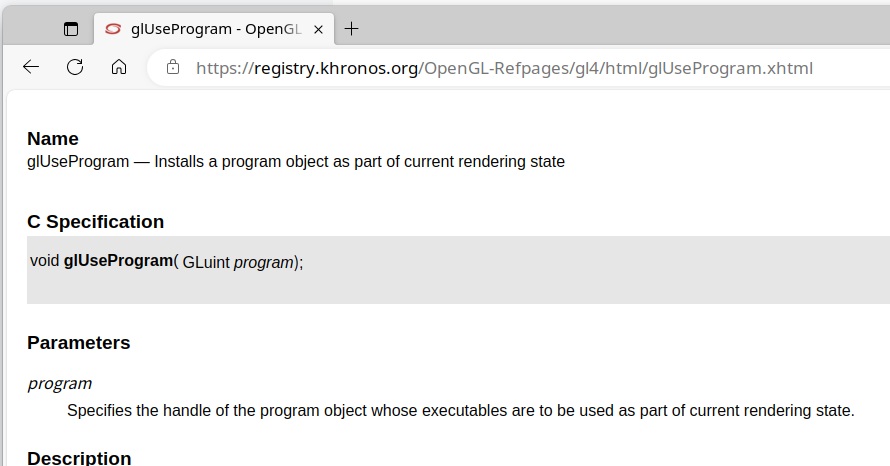 glUseProgram - OpenGL
https://registry.khronos.org/OpenGL-Refpages/gl4/html/glUseProgram.xhtml
Name
glUseProgram — Installs a program object as part of current rendering state
C Specification
void glUseProgram( GLuint program);
Parameters
program
Specifies the handle of the program object whose executables are to be used as part of current rendering state.
Description